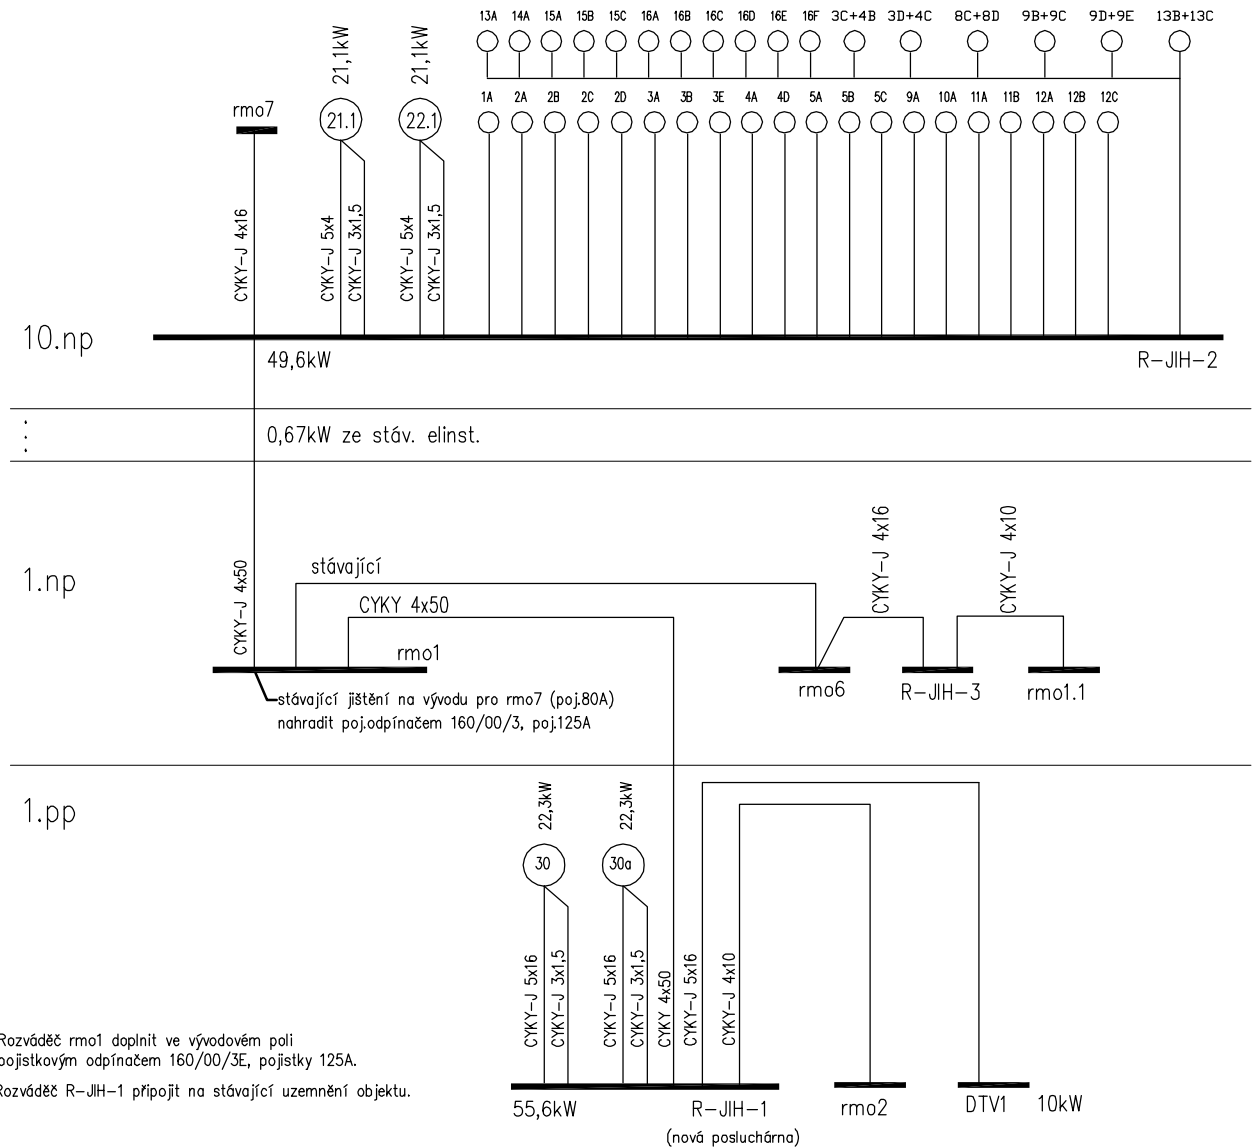 13A 14A 15A 15B 15C 16A 16B 16C 16D 16E 16F 3C+4B 3D+4C 8C+8D 9B+9C 9D+9E 13B+13C
21,1kW
21,1kW
rmo7
21.1
22.1
1A 2A 2B 2C 2D 3A 3B 3E 4A 4D 5A 5B 5C 9A 10A 11A 11B 12A 12B 12C
CYKY-J 4x16
CYKY-J 5x4
CYKY-J 3x1,5
CYKY-J 5x4
CYKY-J 3x1,5
10.np
49,6kW
R-JIH-2
0,67kW ze stáv. elinst.
1.np
CYKY-J 4x50
stávající
CYKY 4x50
rmo1
CYKY-J 4x16
CYKY-J 4x10
rmo6
R-JIH-3
rmo1.1
stávající jištění na vývodu pro rmo7 (poj.80A)
nahradit poj.odpínačem 160/00/3, poj.125A
1.pp
22,3kW
22,3kW
30
30a
CYKY-J 5x16
CYKY-J 3x1,5
CYKY-J 5x16
CYKY-J 3x1,5
CYKY 4x50
CYKY-J 5x16
CYKY-J 4x10
Rozváděč rmo1 doplnit ve vývodovém poli
pojistkovým odpínačem 160/00/3E, pojistky 125A.
Rozváděč R-JIH-1 připojit na stávající uzemnění objektu.
55,6kW
R-JIH-1
(nová posluchárna)
rmo2
DTV1
10kW